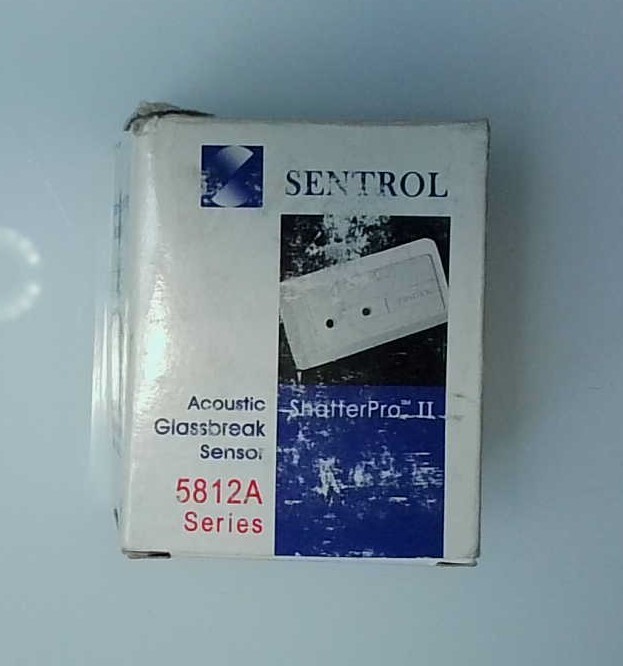 SENTROL
Acoustic
Glassbreak
Sensor
ShatterPro™ II
5812A
Series